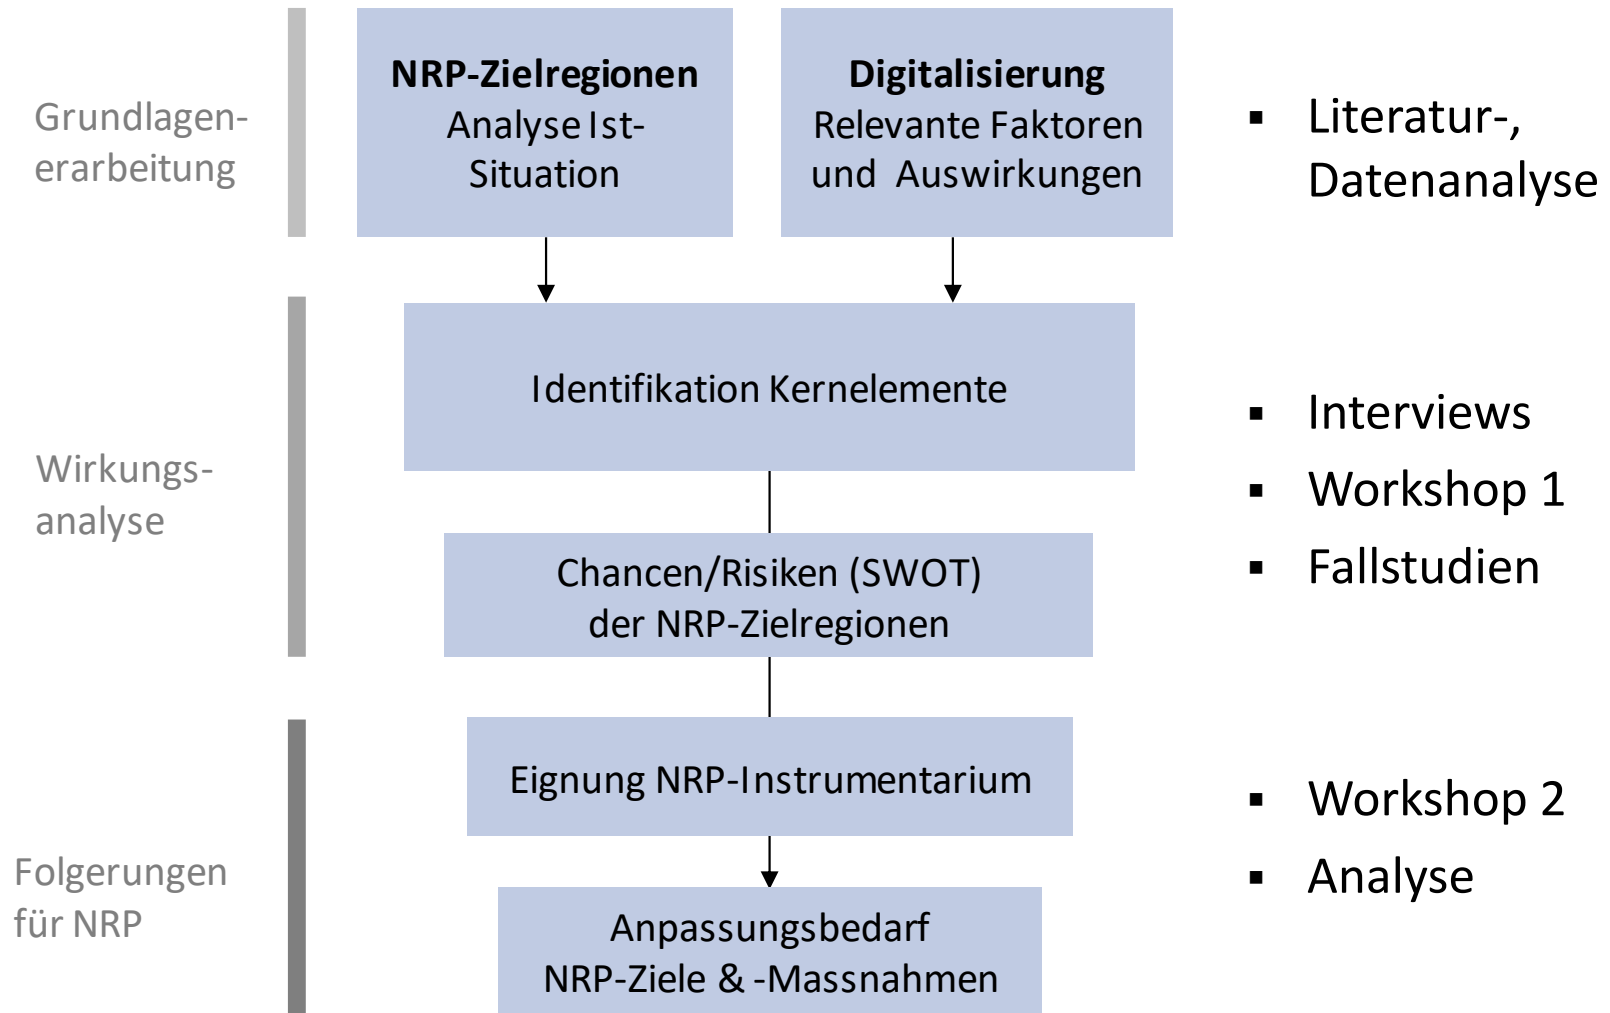 Grundlagen-
erarbeitung
NRP-Zielregionen
Analyse Ist-
Situation
Digitalisierung
Relevante Faktoren
und Auswirkungen
▪ Literatur-,
Datenanalyse
Wirkungs-
analyse
Identifikation Kernelemente
Chancen/Risiken (SWOT)
der NRP-Zielregionen
▪ Interviews
▪ Workshop 1
▪ Fallstudien
Folgerungen
für NRP
Eignung NRP-Instrumentarium
Anpassungsbedarf
NRP-Ziele & -Massnahmen
▪ Workshop 2
▪ Analyse